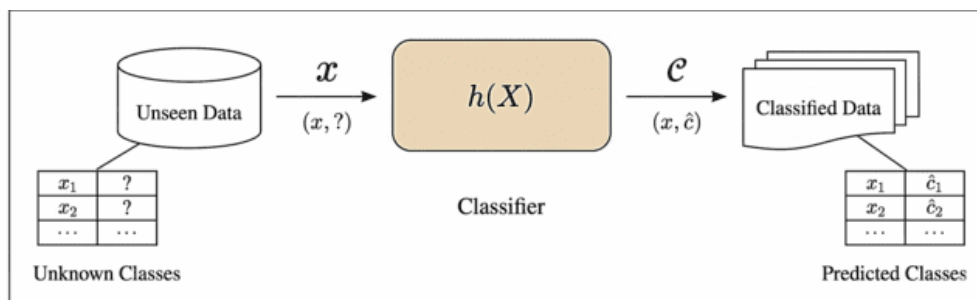 Unseen Data
x
(x, ?)
h(X)
Classifier
𝒞
(x, ĉ)
Classified Data
x₁ ?
x₂ ?
... ...
Unknown Classes
x₁ ĉ₁
x₂ ĉ₂
... ...
Predicted Classes